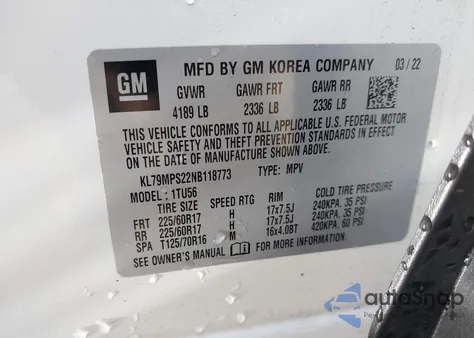 GM
MFD BY GM KOREA COMPANY 03 / 22
GVWR GAWR FRT GAWR RR
4189 LB 2336 LB 2336 LB
THIS VEHICLE CONFORMS TO ALL APPLICABLE U.S. FEDERAL MOTOR
VEHICLE SAFETY AND THEFT PREVENTION STANDARDS IN EFFECT ON THE
DATE OF MANUFACTURE SHOWN ABOVE.
KL79MPS22NB118773 TYPE: MPV
MODEL: 1TU56
TIRE SIZE SPEED RTG RIM COLD TIRE PRESSURE
FRT 225/60R17 H 17x7.5J 240KPA, 35 PSI
RR 225/60R17 H 17x7.5J 240KPA, 35 PSI
SPA T125/70R16 M 16x4.0BT 420KPA, 60 PSI
SEE OWNER'S MANUAL FOR MORE INFORMATION.
autoSnap